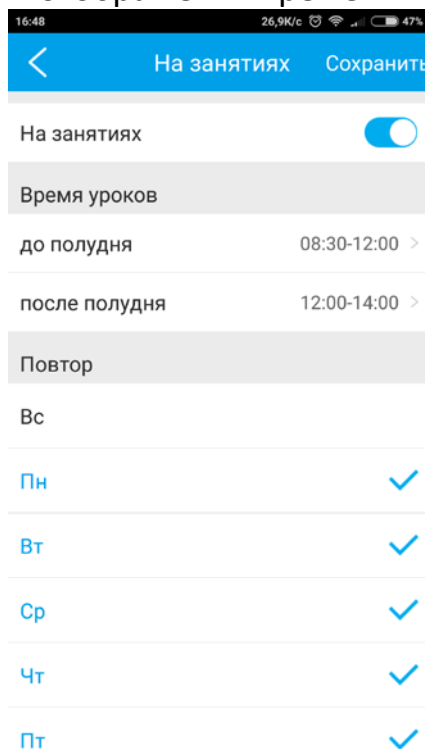 16:48 26,9K/с 47%
На занятиях Сохранить
На занятиях
Время уроков
до полудня 08:30-12:00
после полудня 12:00-14:00
Повтор
Вс
Пн
Вт
Ср
Чт
Пт